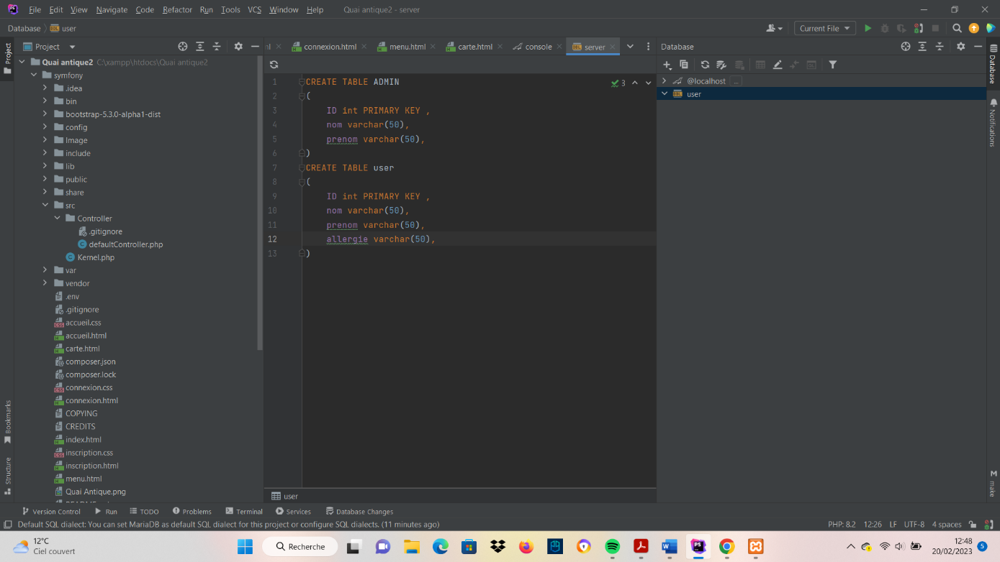 File Edit View Navigate Code Refactor Run Tools VCS Window Help Quai antique2 - server
Database user
Current File
Project
connexion.html menu.html carte.html console server
Database
Quai antique2 C:\xampp\htdocs\Quai antique2
symfony
.idea
bin
bootstrap-5.3.0-alpha1-dist
config
Image
include
lib
public
share
src
Controller
.gitignore
defaultController.php
Kernel.php
var
vendor
.env
.gitignore
accueil.css
accueil.html
carte.html
composer.json
composer.lock
connexion.css
connexion.html
COPYING
CREDITS
index.html
inscription.css
inscription.html
menu.html
Quai Antique.png
1 CREATE TABLE ADMIN
2 (
3 ID int PRIMARY KEY ,
4 nom varchar(50),
5 prenom varchar(50),
6 )
7 CREATE TABLE user
8 (
9 ID int PRIMARY KEY ,
10 nom varchar(50),
11 prenom varchar(50),
12 allergie varchar(50),
13 )
3
user
@localhost ...
user
Project
Bookmarks
Structure
Database
Notifications
make
Version Control Run TODO Problems Terminal Services Database Changes
Default SQL dialect: You can set MariaDB as default SQL dialect for this project or configure SQL dialects. (11 minutes ago)
PHP: 8.2 12:26 LF UTF-8 4 spaces
12°C
Ciel couvert
Recherche
12:48
20/02/2023
5